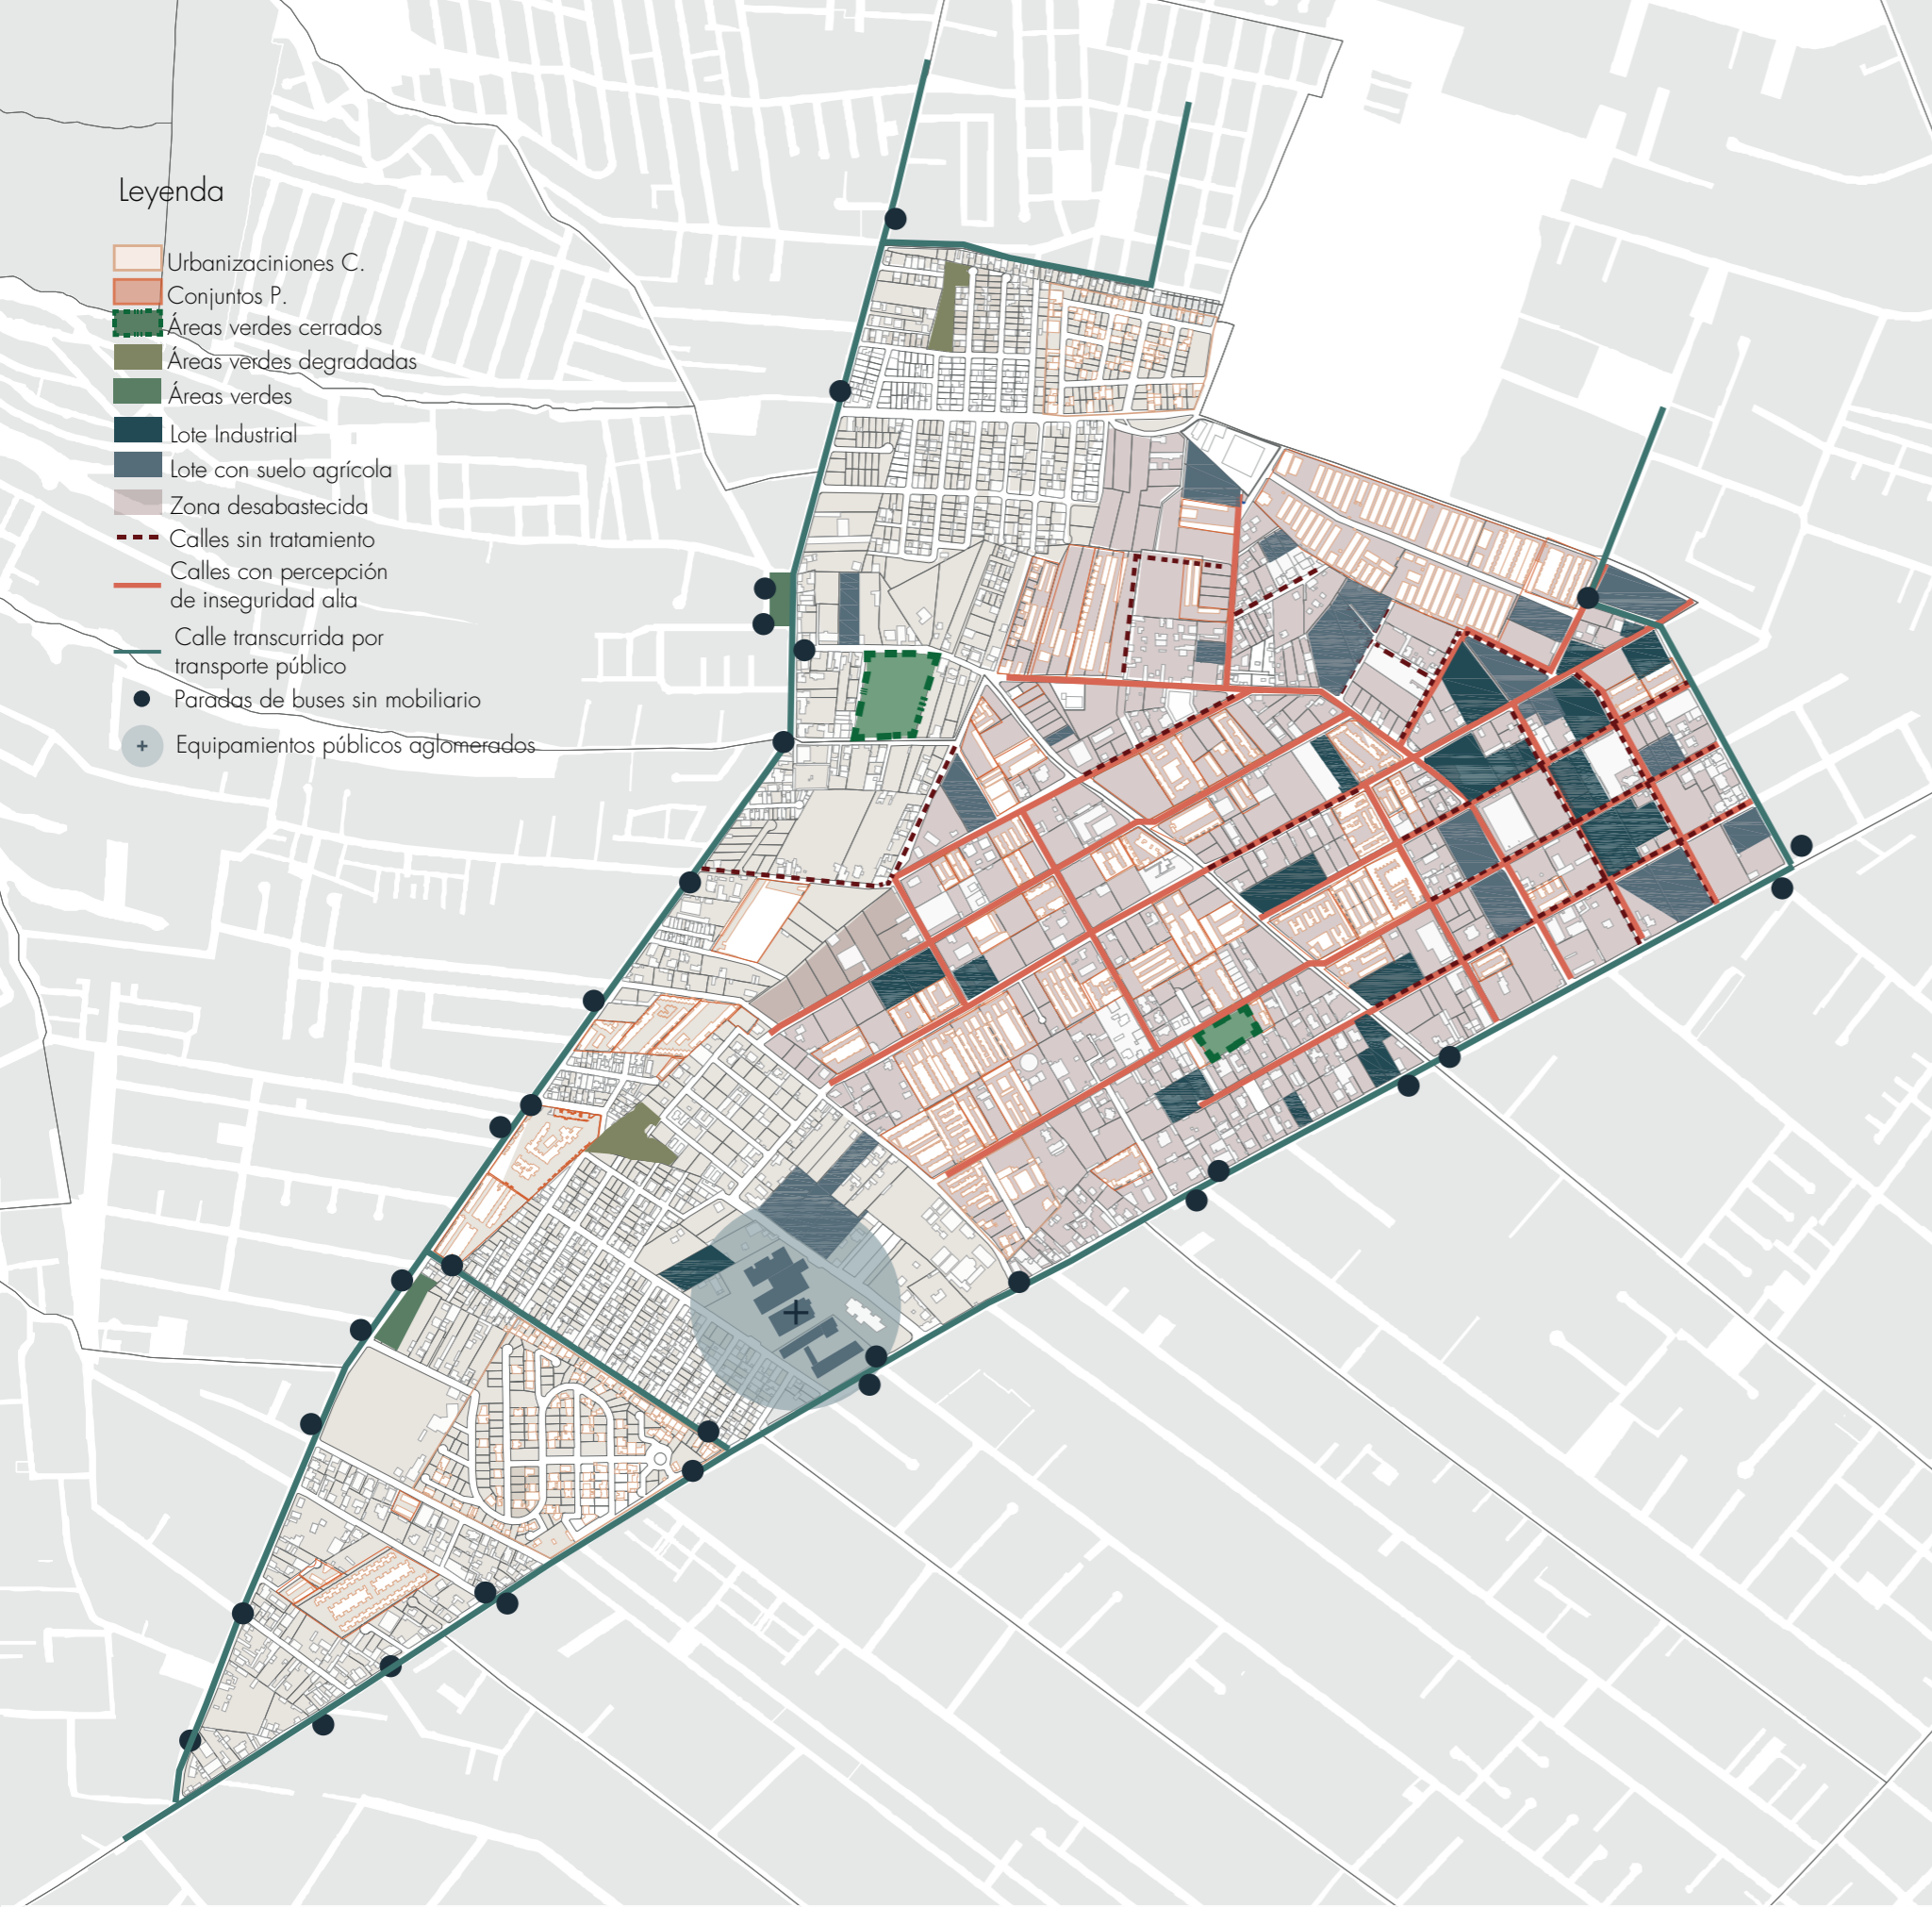 Leyenda
Urbanizaciniones C.
Conjuntos P.
Áreas verdes cerrados
Áreas verdes degradadas
Áreas verdes
Lote Industrial
Lote con suelo agrícola
Zona desabastecida
Calles sin tratamiento
Calles con percepción
de inseguridad alta
Calle transcurrida por
transporte público
Paradas de buses sin mobiliario
Equipamientos públicos aglomerados